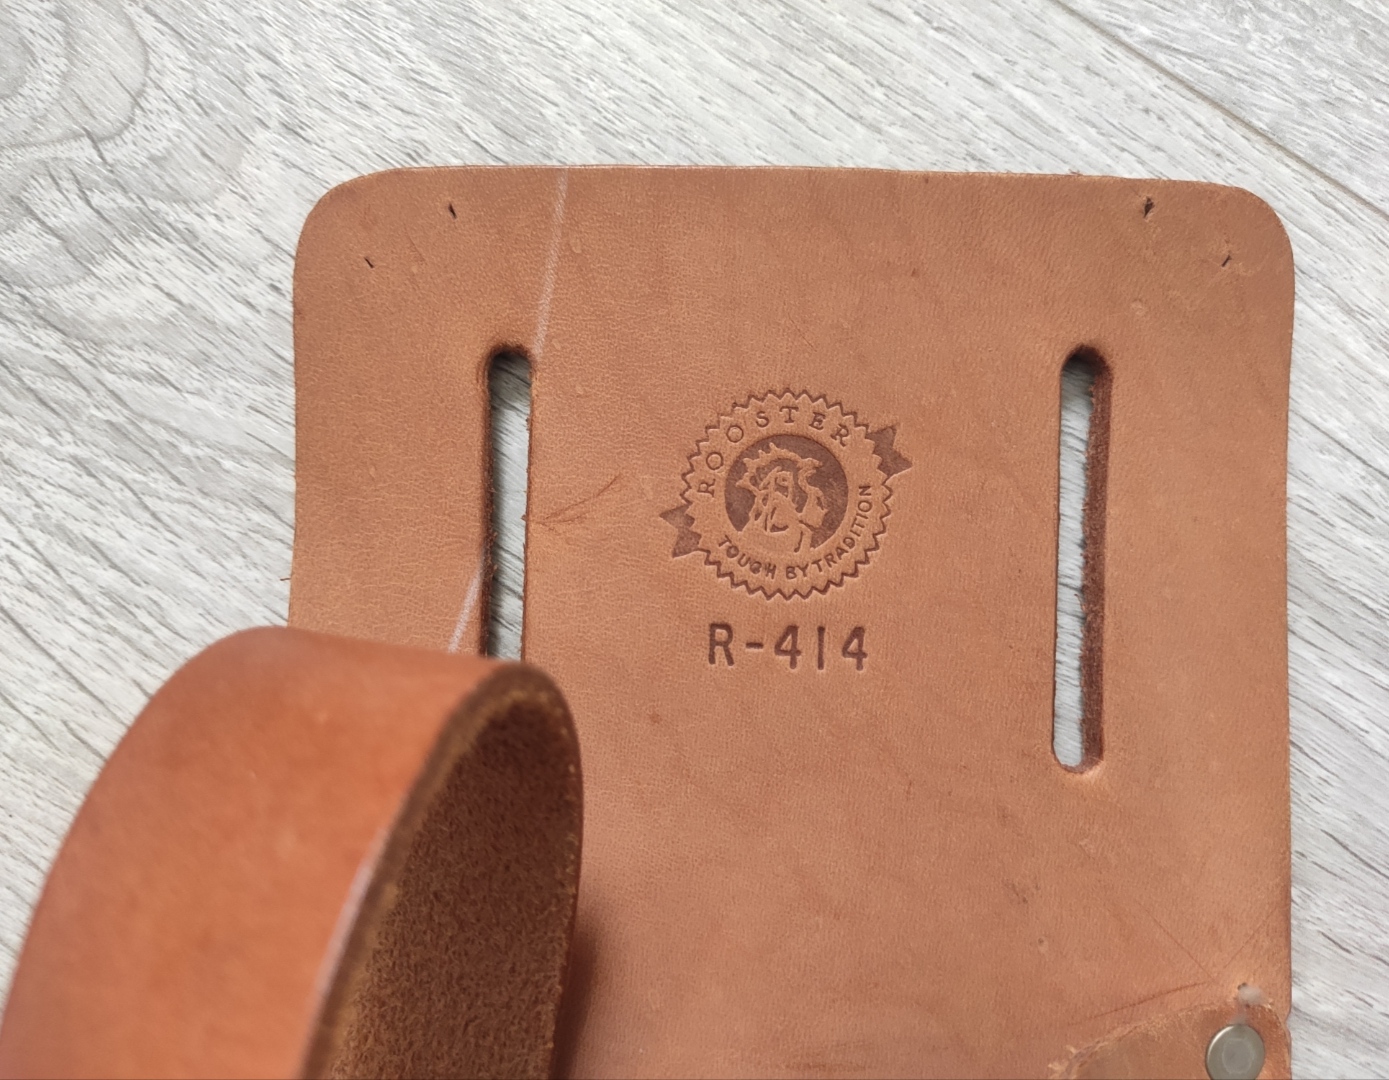 ROOSTER
TOUGH BY TRADITION
R-414